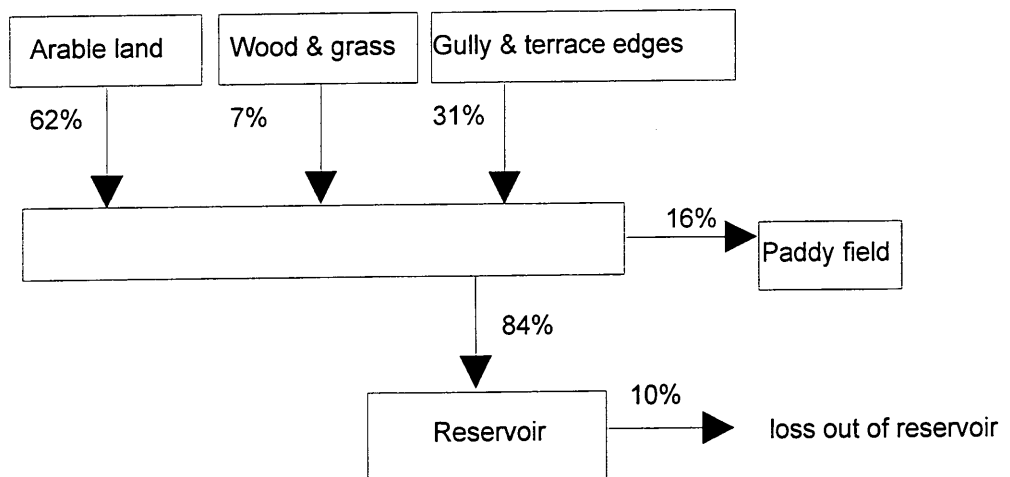 Arable land
Wood & grass
Gully & terrace edges
62%
7%
31%
16%
Paddy field
84%
10%
Reservoir
loss out of reservoir